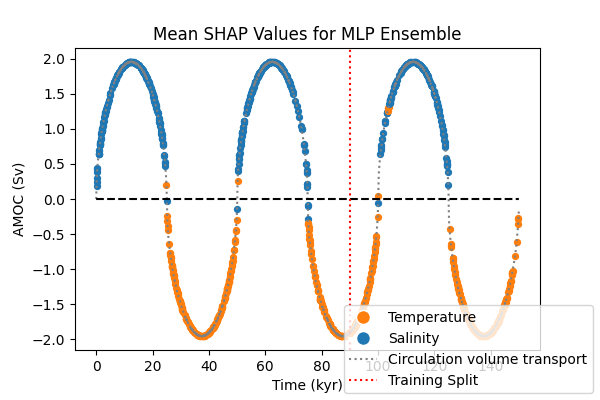 Mean SHAP Values for MLP Ensemble
AMOC (Sv)
2.0
1.5
1.0
0.5
0.0
−0.5
−1.0
−1.5
−2.0
0 20 40 60 80 100 120 140
Time (kyr)
Temperature
Salinity
Circulation volume transport
Training Split